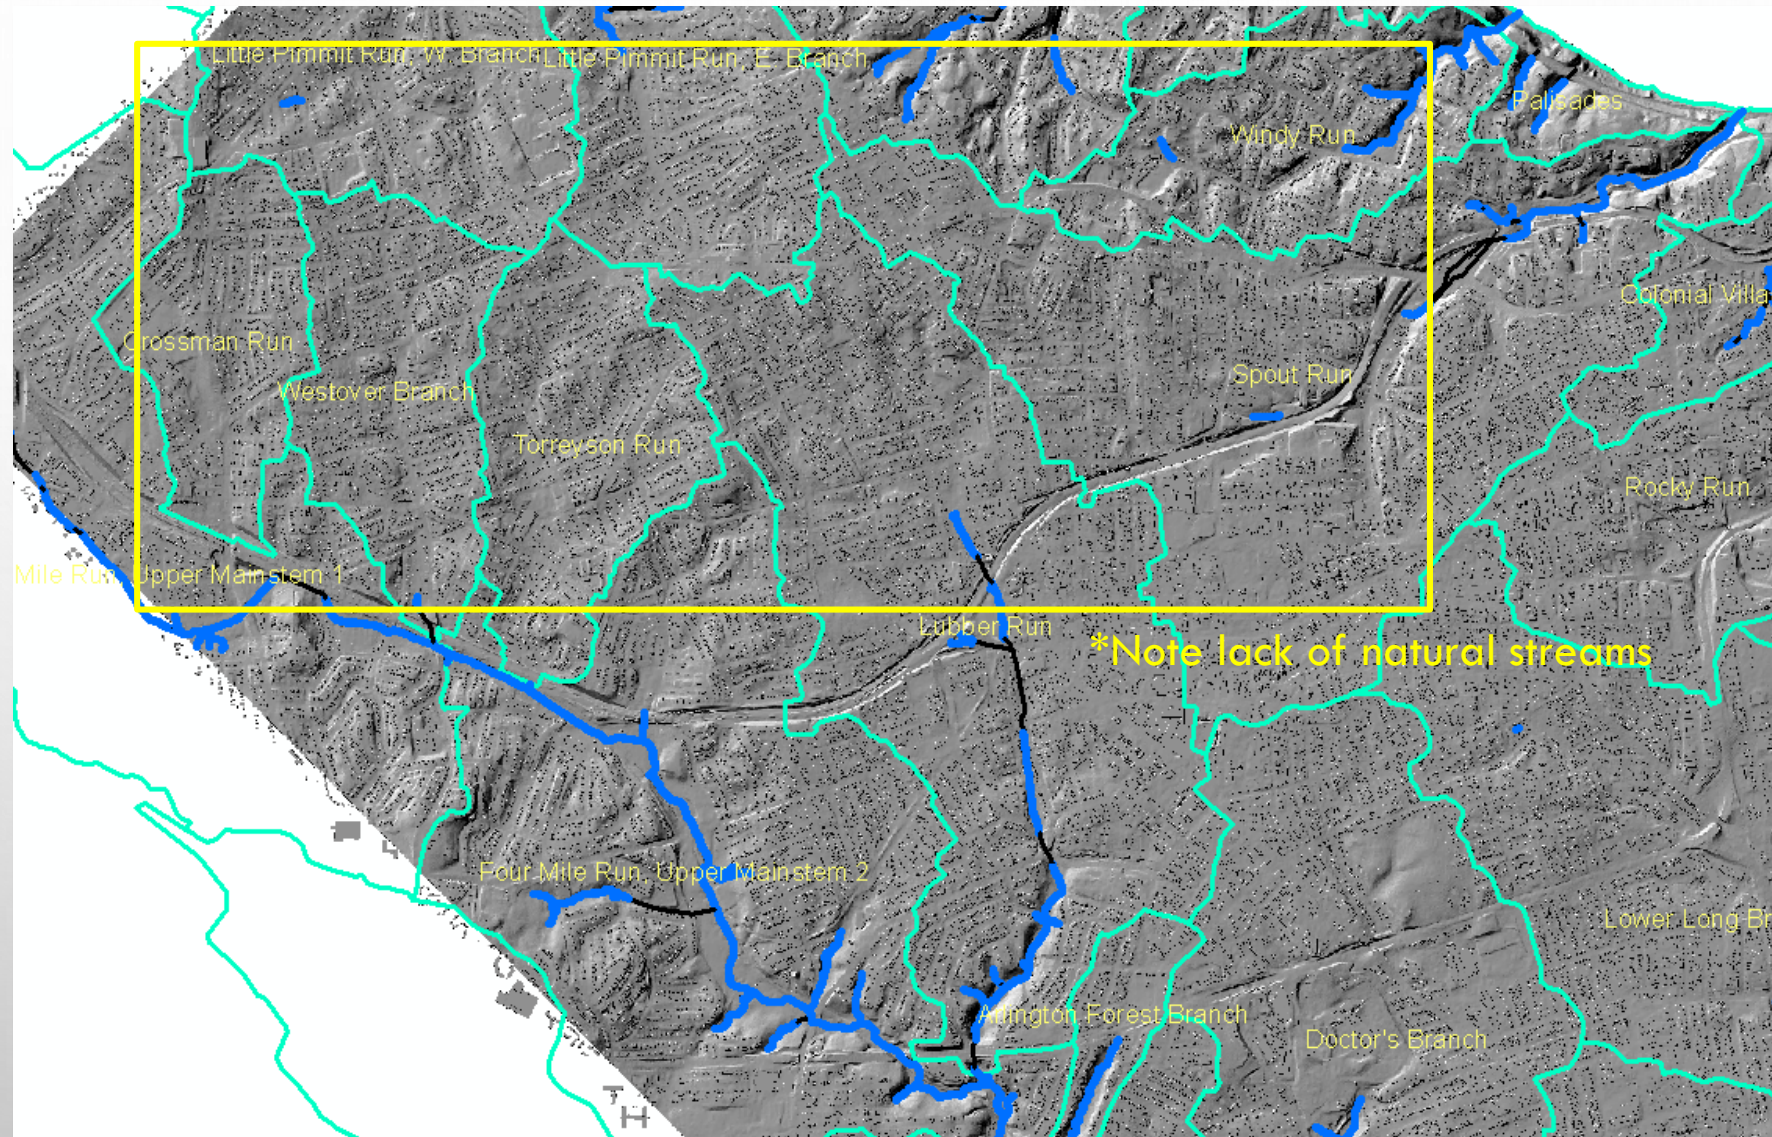 Little Pimmit Run, W. Branch
Little Pimmit Run, E. Branch
Palisades
Windy Run
Colonial Villa
Crossman Run
Spout Run
Westover Branch
Torreyson Run
Rocky Run
Mile Run, Upper Mainstem 1
Lubber Run
*Note lack of natural streams
Four Mile Run, Upper Mainstem 2
Lower Long Br
Arlington Forest Branch
Doctor's Branch